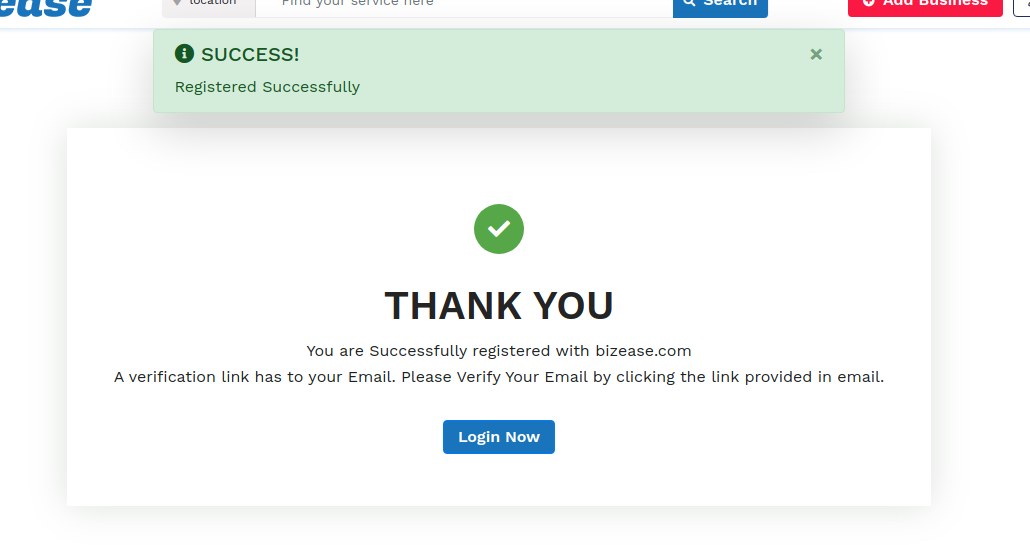 ease
location
Find your service here
Search
Add Business
SUCCESS!
×
Registered Successfully
THANK YOU
You are Successfully registered with bizease.com
A verification link has to your Email. Please Verify Your Email by clicking the link provided in email.
Login Now